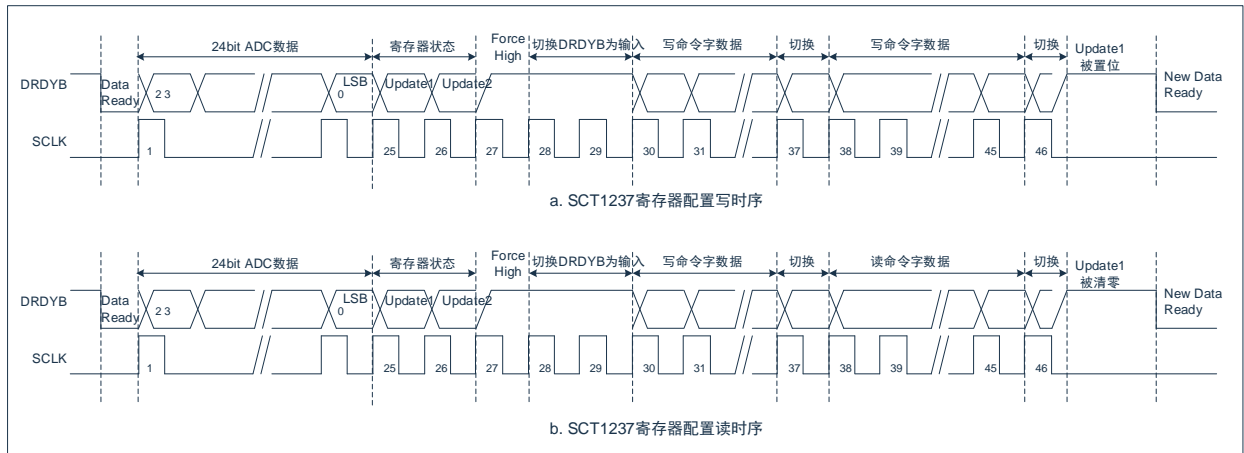 24bit ADC数据 寄存器状态 Force High 切换DRDYB为输入 写命令字数据 切换 写命令字数据 切换 Update1 被置位
DRDYB Data Ready 23 LSB 0 Update1 Update2 New Data Ready
SCLK 1 25 26 27 28 29 30 31 37 38 39 45 46
a. SCT1237寄存器配置写时序
24bit ADC数据 寄存器状态 Force High 切换DRDYB为输入 写命令字数据 切换 读命令字数据 切换 Update1 被清零
DRDYB Data Ready 23 LSB 0 Update1 Update2 New Data Ready
SCLK 1 25 26 27 28 29 30 31 37 38 39 45 46
b. SCT1237寄存器配置读时序